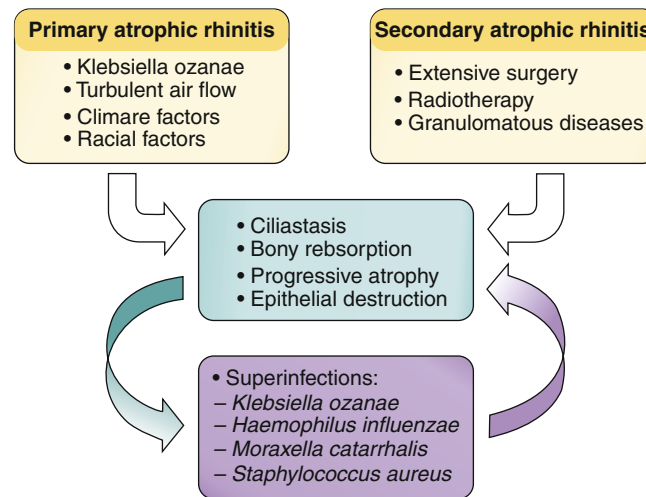 Primary atrophic rhinitis
• Klebsiella ozanae
• Turbulent air flow
• Climare factors
• Racial factors
Secondary atrophic rhinitis
• Extensive surgery
• Radiotherapy
• Granulomatous diseases
• Ciliastasis
• Bony rebsorption
• Progressive atrophy
• Epithelial destruction
• Superinfections:
– Klebsiella ozanae
– Haemophilus influenzae
– Moraxella catarrhalis
– Staphylococcus aureus